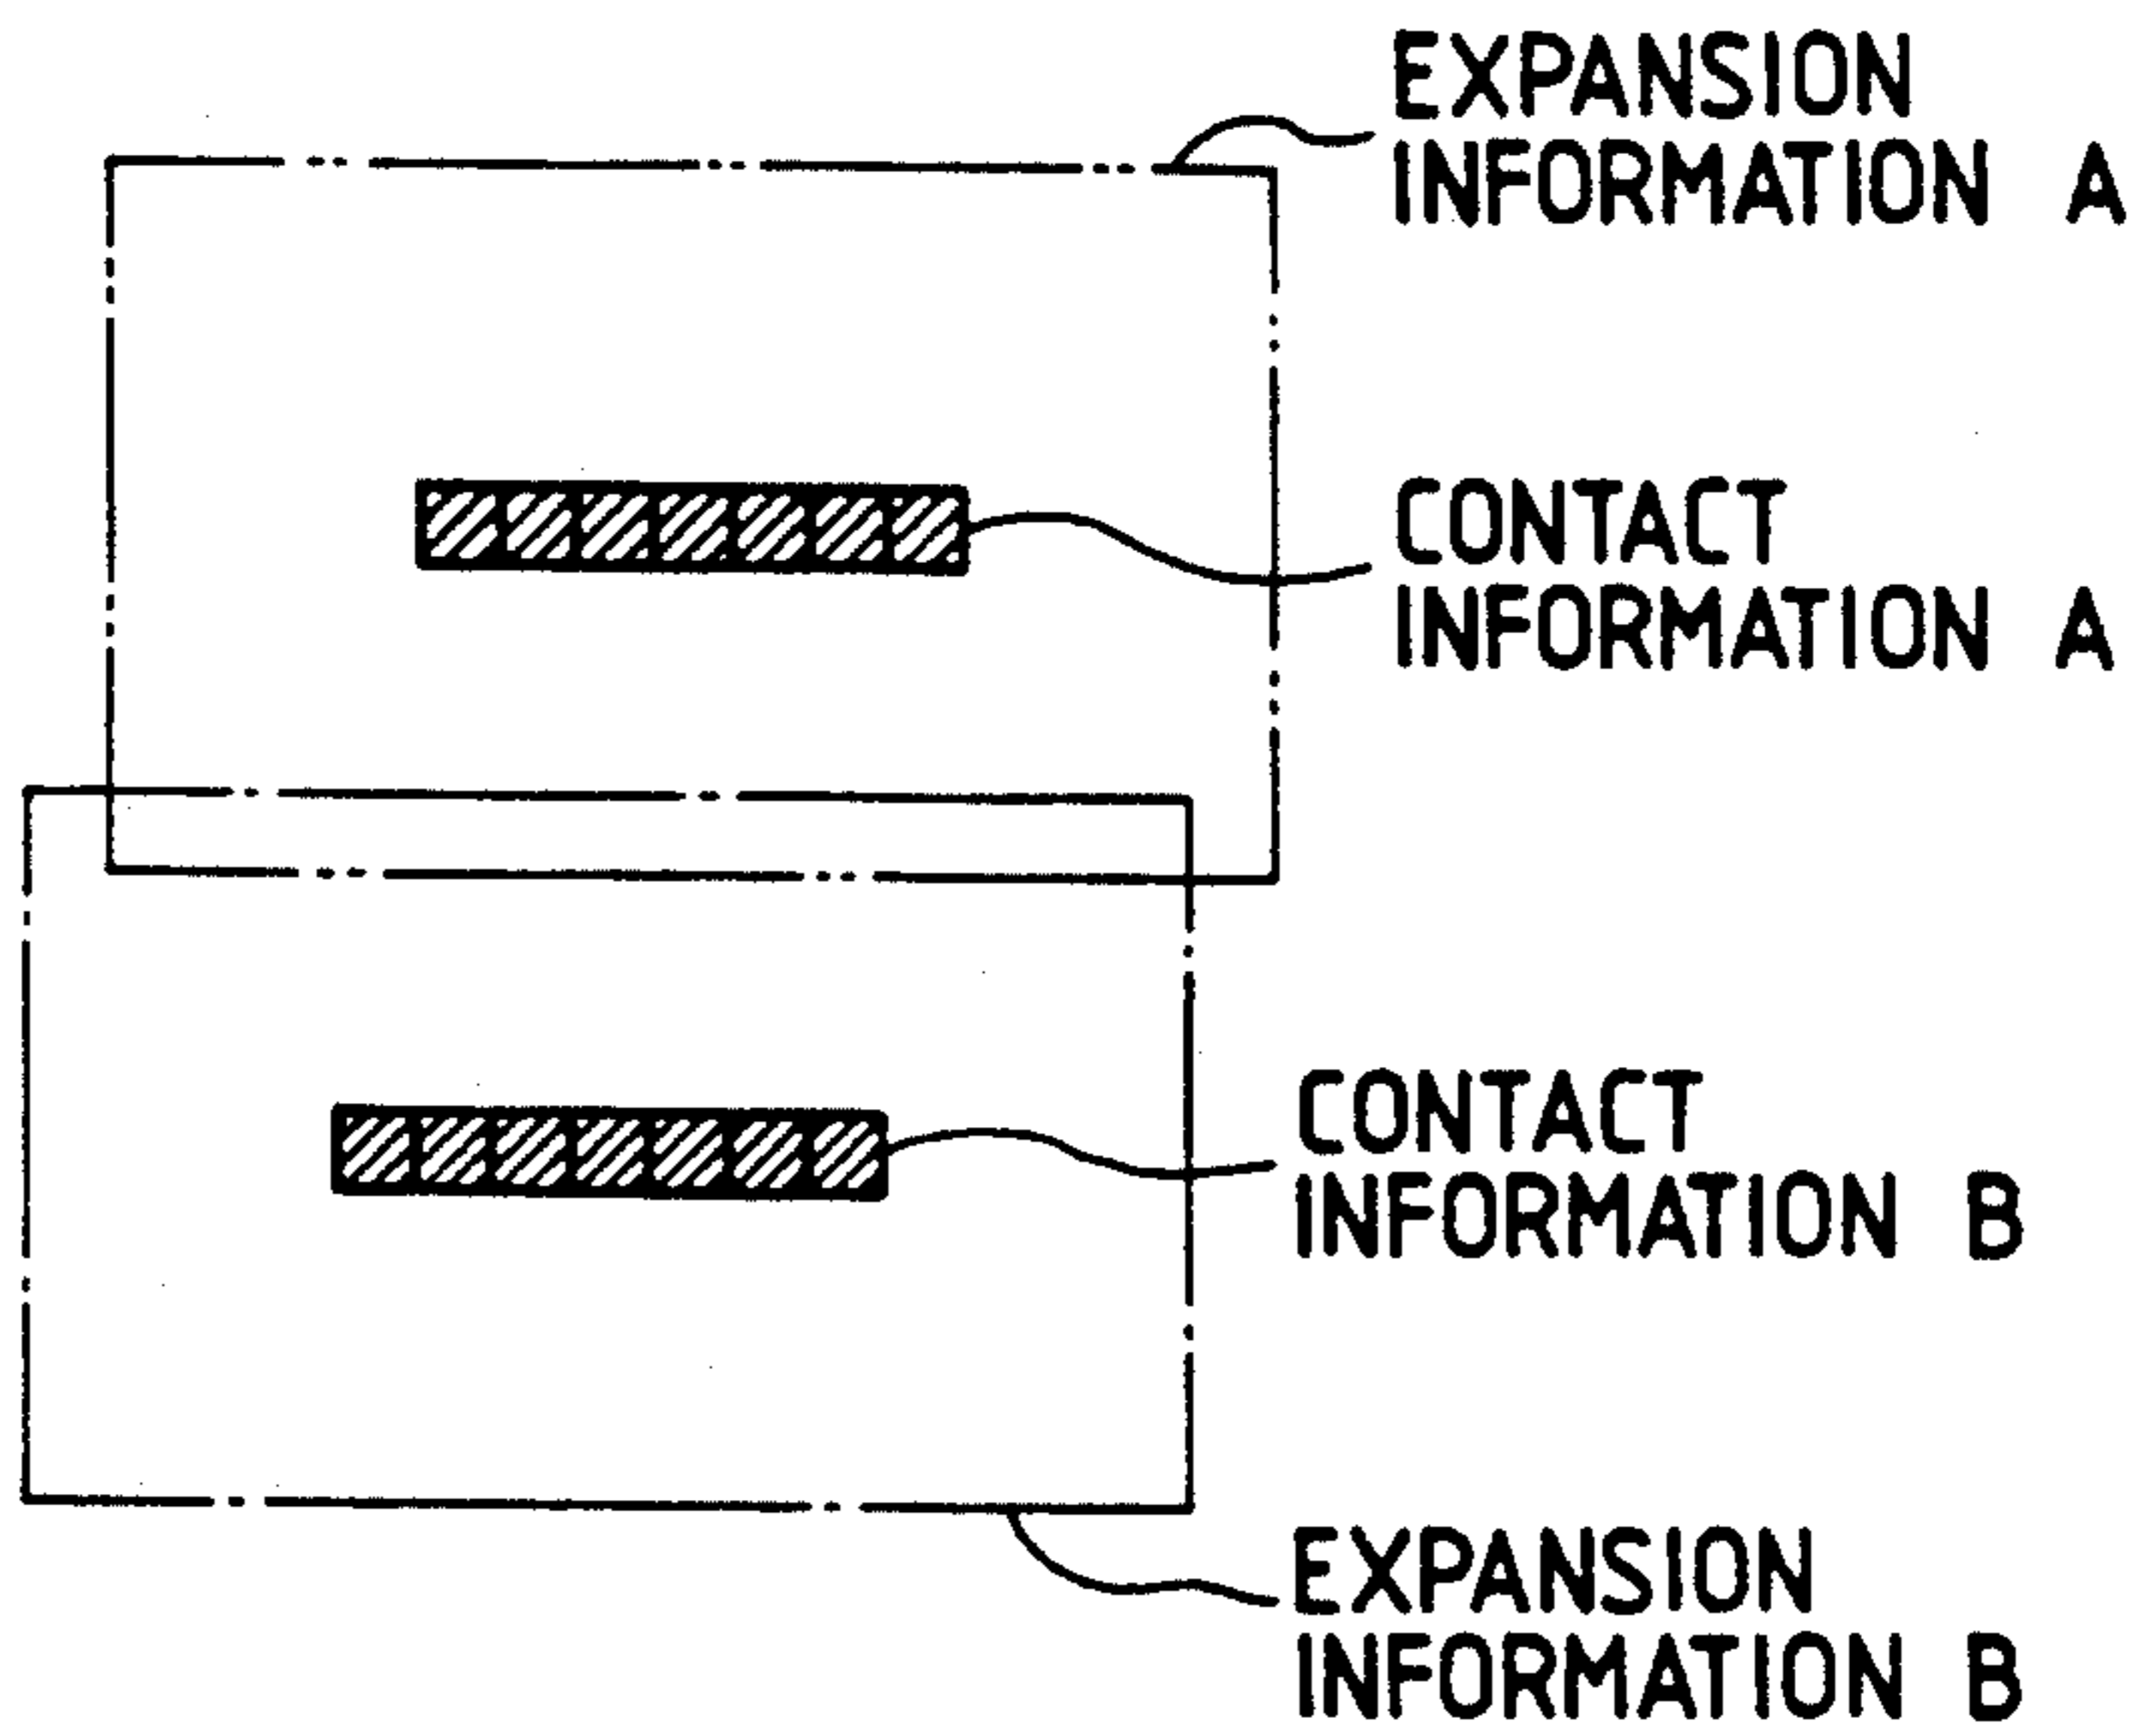 EXPANSION
INFORMATION A
CONTACT
INFORMATION A
CONTACT
INFORMATION B
EXPANSION
INFORMATION B